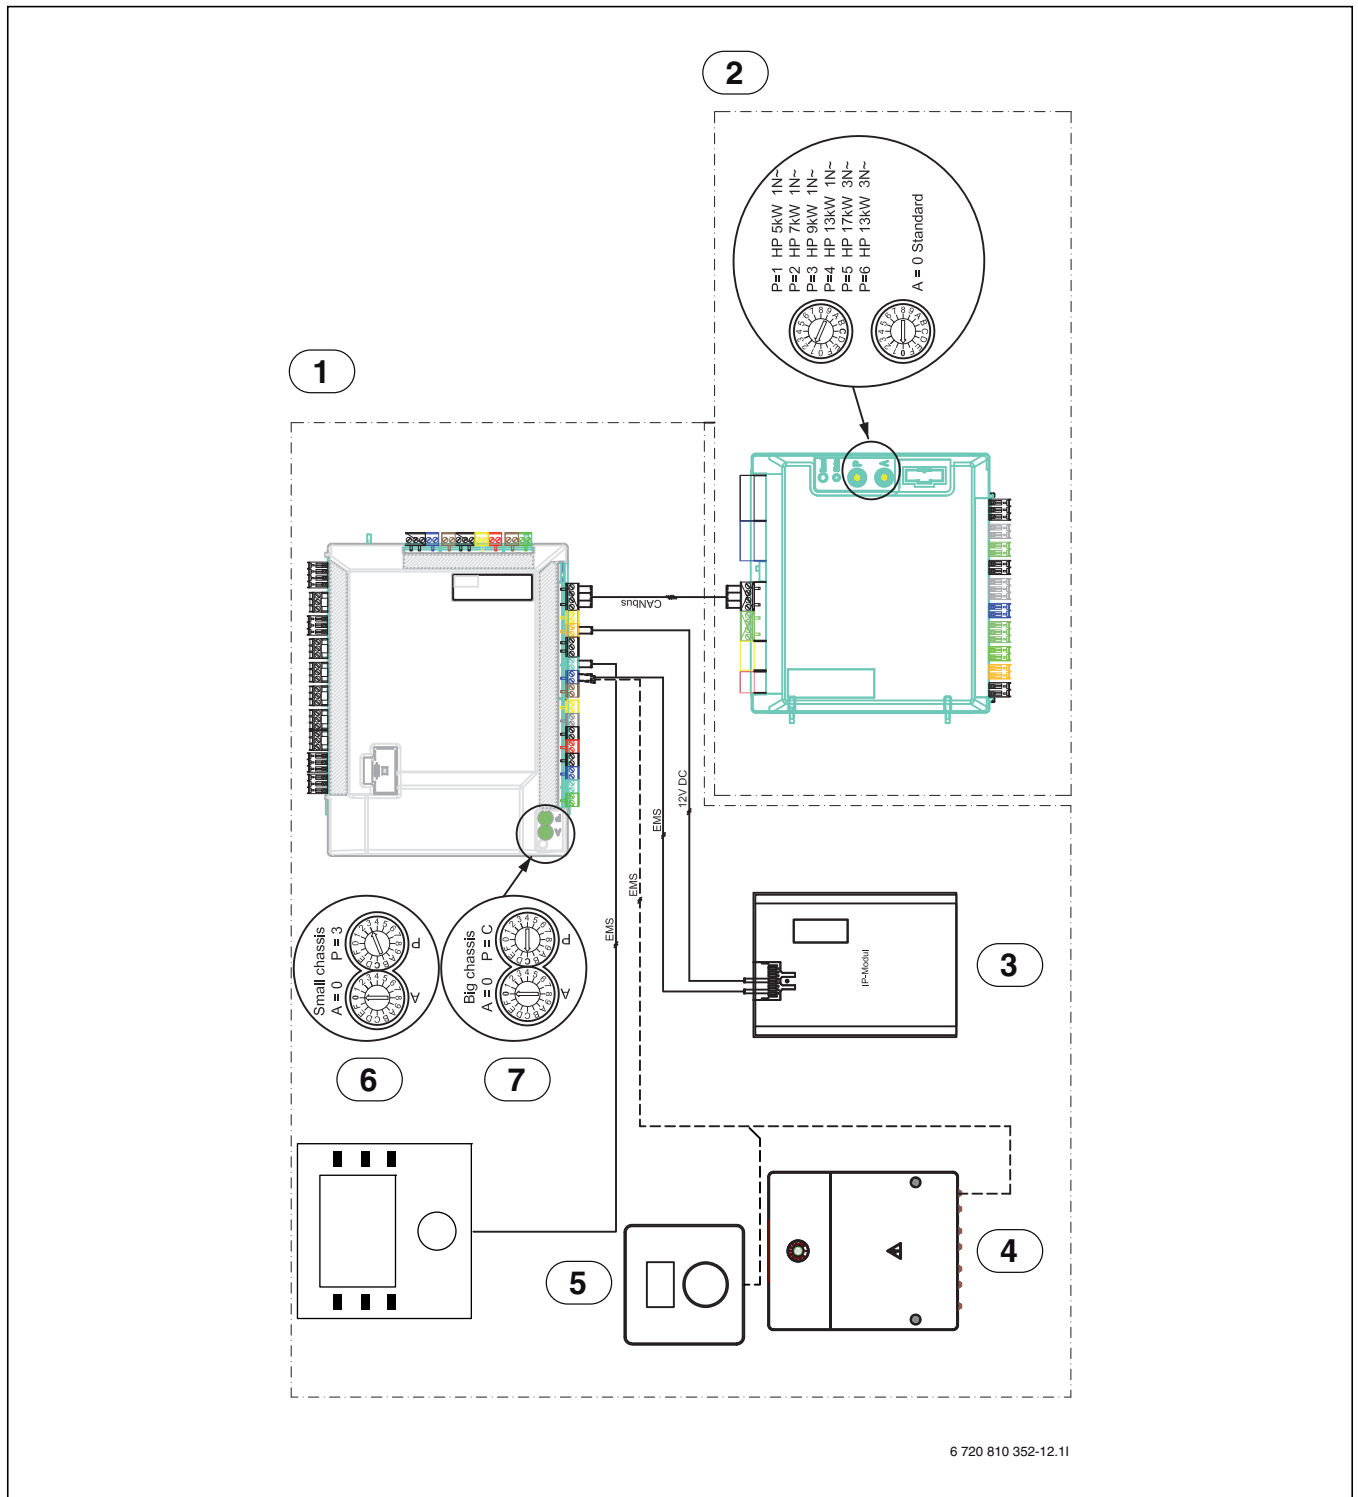 2
P=1 HP 5kW 1N~
P=2 HP 7kW 1N~
P=3 HP 9kW 1N~
P=4 HP 13kW 1N~
P=5 HP 17kW 3N~
P=6 HP 13kW 3N~
A = 0 Standard
1
P A
CANbus
12V DC
EMS
EMS
EMS
P
A
Small chassis
A = 0 P = 3
P
A
Big chassis
A = 0 P = C
P
A
IP-Modul
3
6
7
4
5
6 720 810 352-12.1I